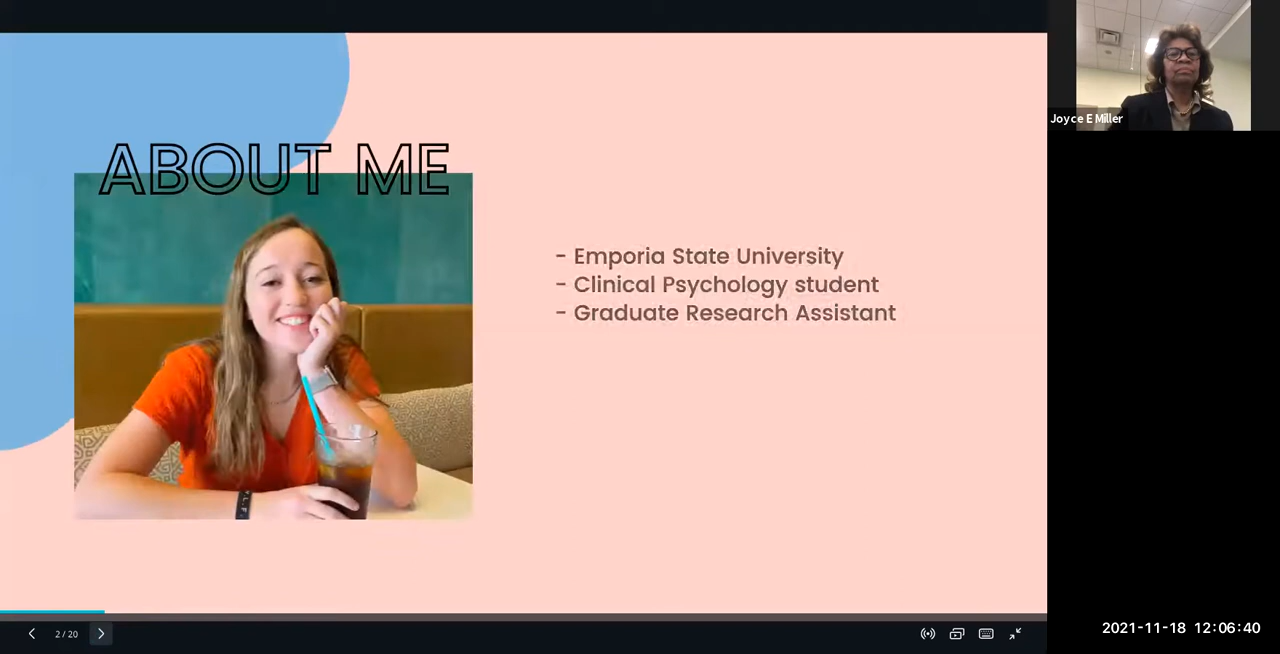 ABOUT ME
- Emporia State University
- Clinical Psychology student
- Graduate Research Assistant
Joyce E Miller
2 / 20
2021-11-18 12:06:40